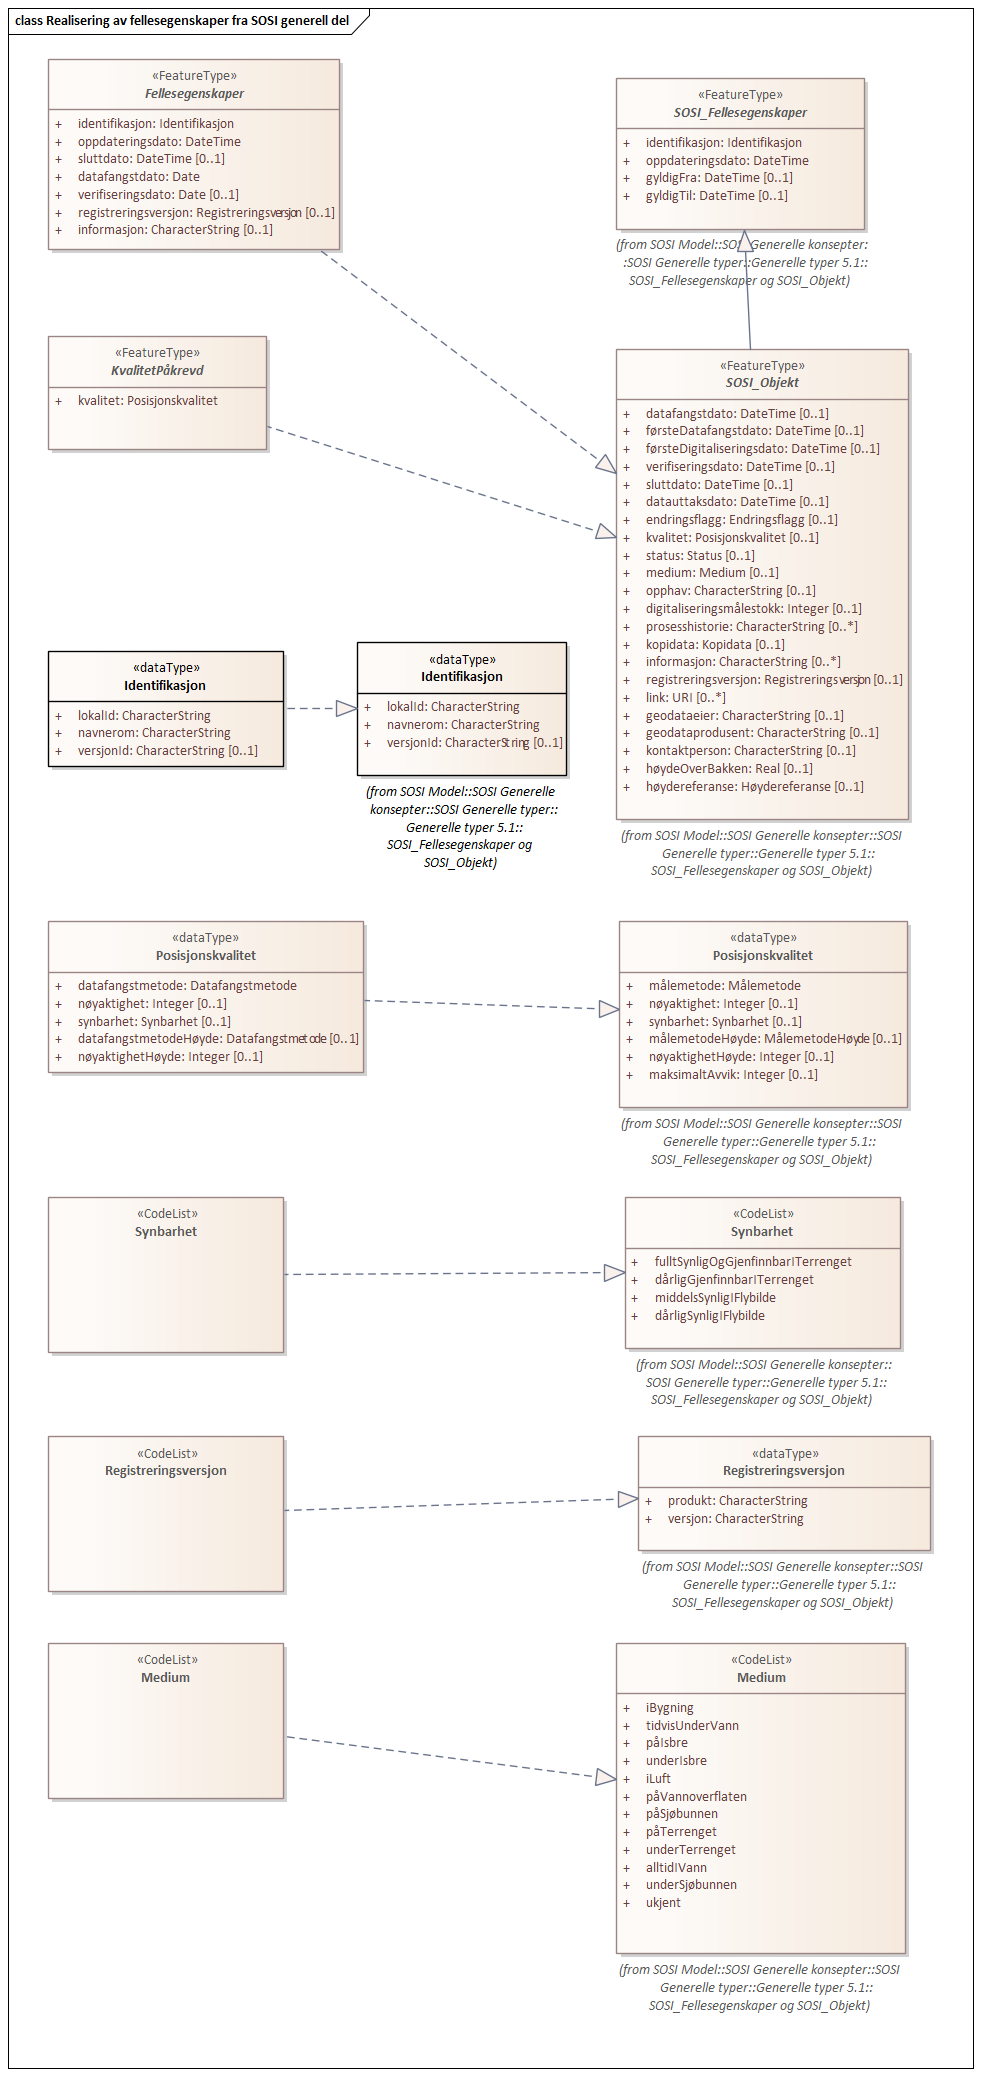 class Realisering av fellesegenskaper fra SOSI generell del
«FeatureType»
Fellesegenskaper
+ identifikasjon: Identifikasjon
+ oppdateringsdato: DateTime
+ sluttdato: DateTime [0..1]
+ datafangstdato: Date
+ verifiseringsdato: Date [0..1]
+ registreringsversjon: Registreringsversjon [0..1]
+ informasjon: CharacterString [0..1]
«FeatureType»
SOSI_Fellesegenskaper
+ identifikasjon: Identifikasjon
+ oppdateringsdato: DateTime
+ gyldigFra: DateTime [0..1]
+ gyldigTil: DateTime [0..1]
(from SOSI Model::SOSI Generelle konsepter:
:SOSI Generelle typer::Generelle typer 5.1::
SOSI_Fellesegenskaper og SOSI_Objekt)
«FeatureType»
KvalitetPåkrevd
+ kvalitet: Posisjonskvalitet
«FeatureType»
SOSI_Objekt
+ datafangstdato: DateTime [0..1]
+ førsteDatafangstdato: DateTime [0..1]
+ førsteDigitaliseringsdato: DateTime [0..1]
+ verifiseringsdato: DateTime [0..1]
+ sluttdato: DateTime [0..1]
+ datauttaksdato: DateTime [0..1]
+ endringsflagg: Endringsflagg [0..1]
+ kvalitet: Posisjonskvalitet [0..1]
+ status: Status [0..1]
+ medium: Medium [0..1]
+ opphav: CharacterString [0..1]
+ digitaliseringsmålestokk: Integer [0..1]
+ prosesshistorie: CharacterString [0..*]
+ kopidata: Kopidata [0..1]
+ informasjon: CharacterString [0..*]
+ registreringsversjon: Registreringsversjon [0..1]
+ link: URI [0..*]
+ geodataeier: CharacterString [0..1]
+ geodataprodusent: CharacterString [0..1]
+ kontaktperson: CharacterString [0..1]
+ høydeOverBakken: Real [0..1]
+ høydereferanse: Høydereferanse [0..1]
(from SOSI Model::SOSI Generelle konsepter::SOSI
Generelle typer::Generelle typer 5.1::
SOSI_Fellesegenskaper og SOSI_Objekt)
«dataType»
Identifikasjon
+ lokalId: CharacterString
+ navnerom: CharacterString
+ versjonId: CharacterString [0..1]
«dataType»
Identifikasjon
+ lokalId: CharacterString
+ navnerom: CharacterString
+ versjonId: CharacterString [0..1]
(from SOSI Model::SOSI Generelle
konsepter::SOSI Generelle typer::
Generelle typer 5.1::
SOSI_Fellesegenskaper og
SOSI_Objekt)
«dataType»
Posisjonskvalitet
+ datafangstmetode: Datafangstmetode
+ nøyaktighet: Integer [0..1]
+ synbarhet: Synbarhet [0..1]
+ datafangstmetodeHøyde: Datafangstmetode [0..1]
+ nøyaktighetHøyde: Integer [0..1]
«dataType»
Posisjonskvalitet
+ målemetode: Målemetode
+ nøyaktighet: Integer [0..1]
+ synbarhet: Synbarhet [0..1]
+ målemetodeHøyde: MålemetodeHøyde [0..1]
+ nøyaktighetHøyde: Integer [0..1]
+ maksimaltAvvik: Integer [0..1]
(from SOSI Model::SOSI Generelle konsepter::SOSI
Generelle typer::Generelle typer 5.1::
SOSI_Fellesegenskaper og SOSI_Objekt)
«CodeList»
Synbarhet
«CodeList»
Synbarhet
+ fulltSynligOgGjenfinnbarITerrenget
+ dårligGjenfinnbarITerrenget
+ middelsSynligIFlybilde
+ dårligSynligIFlybilde
(from SOSI Model::SOSI Generelle konsepter::
SOSI Generelle typer::Generelle typer 5.1::
SOSI_Fellesegenskaper og SOSI_Objekt)
«CodeList»
Registreringsversjon
«dataType»
Registreringsversjon
+ produkt: CharacterString
+ versjon: CharacterString
(from SOSI Model::SOSI Generelle konsepter::SOSI
Generelle typer::Generelle typer 5.1::
SOSI_Fellesegenskaper og SOSI_Objekt)
«CodeList»
Medium
«CodeList»
Medium
+ iBygning
+ tidvisUnderVann
+ påIsbre
+ underIsbre
+ iLuft
+ påVannoverflaten
+ påSjøbunnen
+ påTerrenget
+ underTerrenget
+ alltidIVann
+ underSjøbunnen
+ ukjent
(from SOSI Model::SOSI Generelle konsepter::SOSI
Generelle typer::Generelle typer 5.1::
SOSI_Fellesegenskaper og SOSI_Objekt)